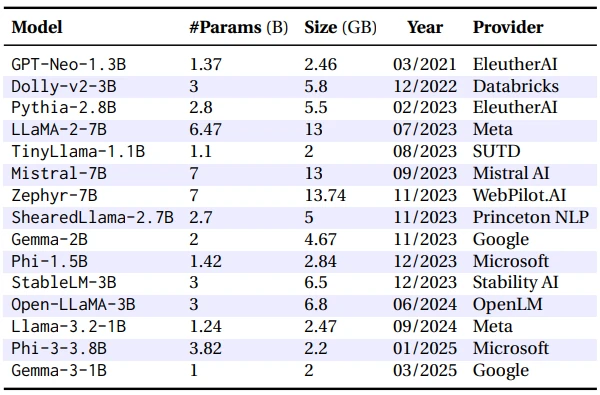 Model #Params (B) Size (GB) Year Provider
GPT-Neo-1.3B 1.37 2.46 03/2021 EleutherAI
Dolly-v2-3B 3 5.8 12/2022 Databricks
Pythia-2.8B 2.8 5.5 02/2023 EleutherAI
LLaMA-2-7B 6.47 13 07/2023 Meta
TinyLlama-1.1B 1.1 2 08/2023 SUTD
Mistral-7B 7 13 09/2023 Mistral AI
Zephyr-7B 7 13.74 11/2023 WebPilot.AI
ShearedLlama-2.7B 2.7 5 11/2023 Princeton NLP
Gemma-2B 2 4.67 11/2023 Google
Phi-1.5B 1.42 2.84 12/2023 Microsoft
StableLM-3B 3 6.5 12/2023 Stability AI
Open-LLaMA-3B 3 6.8 06/2024 OpenLM
Llama-3.2-1B 1.24 2.47 09/2024 Meta
Phi-3-3.8B 3.82 2.2 01/2025 Microsoft
Gemma-3-1B 1 2 03/2025 Google